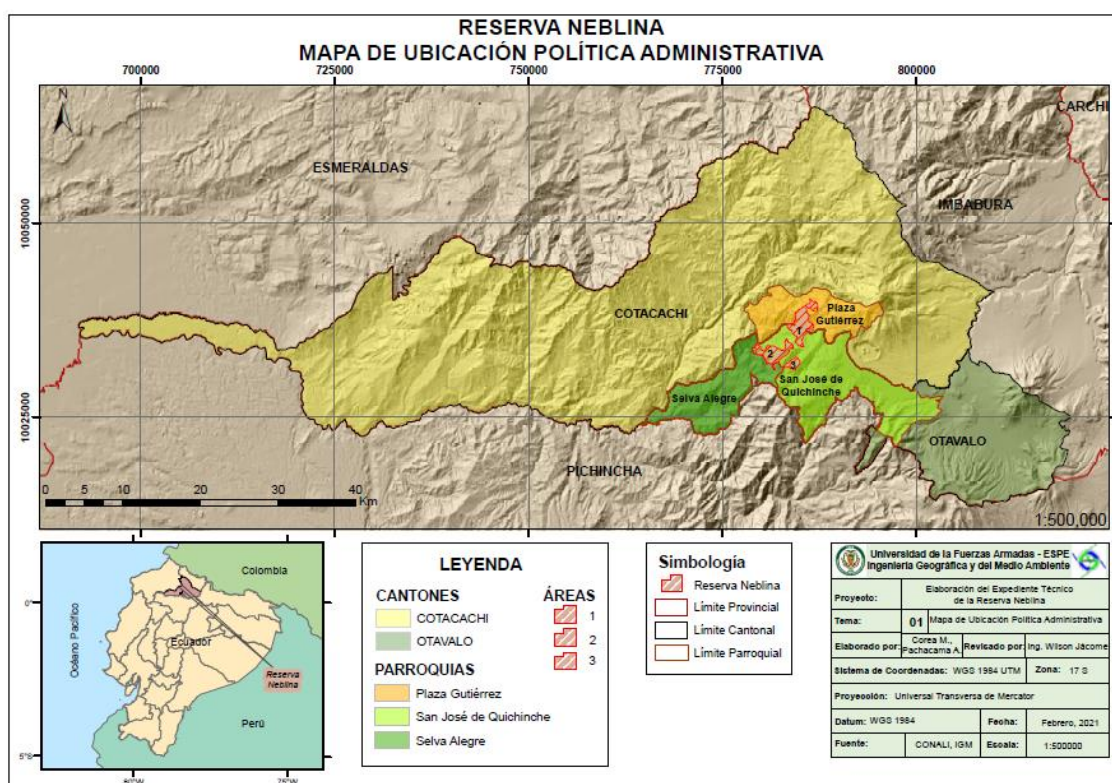 RESERVA NEBLINA
MAPA DE UBICACIÓN POLÍTICA ADMINISTRATIVA
700000 725000 750000 775000 800000
N
CARCHI
ESMERALDAS
IMBABURA
10050000
COTACACHI
Plaza
Gutiérrez
1
2
3
San José de
Quichinche
Selva Alegre
10025000
OTAVALO
PICHINCHA
0 5 10 20 30 40
Km
1:500,000
Colombia
0°
Océano Pacífico
Ecuador
Reserva
Neblina
Perú
5°S
80°W 75°W
LEYENDA
CANTONES
COTACACHI
OTAVALO
PARROQUIAS
Plaza Gutiérrez
San José de Quichinche
Selva Alegre
ÁREAS
1
2
3
Simbología
Reserva Neblina
Límite Provincial
Límite Cantonal
Límite Parroquial
Universidad de la Fuerzas Armadas - ESPE
Ingeniería Geográfica y del Medio Ambiente
Proyecto: Elaboración del Expediente Técnico
de la Reserva Neblina
Tema: 01 Mapa de Ubicación Política Administrativa
Elaborado por: Corea M.,
Pachacama A. Revisado por: Ing. Wilson Jácome
Sistema de Coordenadas: WGS 1984 UTM Zona: 17 S
Proyección: Universal Transversa de Mercator
Datum: WGS 1984 Fecha: Febrero, 2021
Fuente: CONALI, IGM Escala: 1:500000